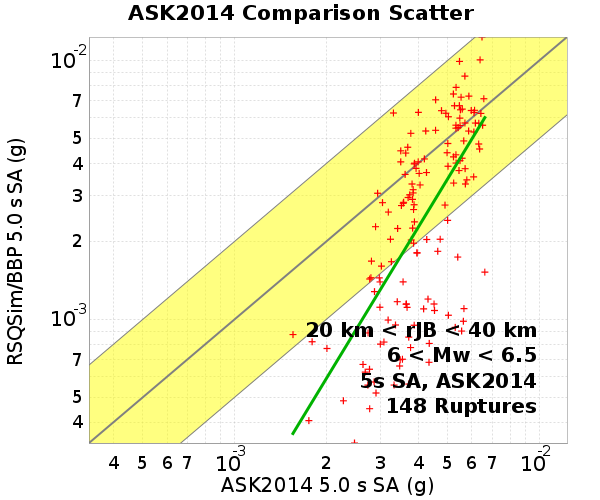 ASK2014 Comparison Scatter
RSQSim/BBP 5.0 s SA (g)
10^-2
7
5
4
3
2
10^-3
7
5
4
20 km < rJB < 40 km
6 < Mw < 6.5
5s SA, ASK2014
148 Ruptures
4 5 6 7 10^-3 2 3 4 5 6 7 10^-2
ASK2014 5.0 s SA (g)